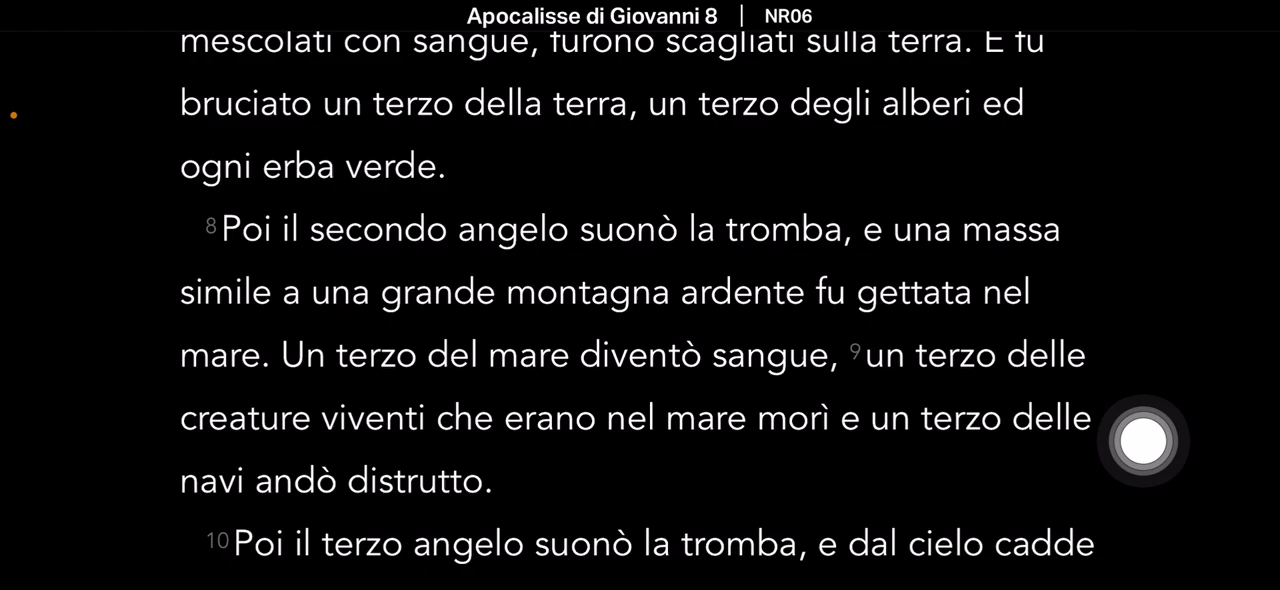 Apocalisse di Giovanni 8 | NR06
mescolati con sangue, furono scagliati sulla terra. E fu
bruciato un terzo della terra, un terzo degli alberi ed
ogni erba verde.
8 Poi il secondo angelo suonò la tromba, e una massa
simile a una grande montagna ardente fu gettata nel
mare. Un terzo del mare diventò sangue, 9 un terzo delle
creature viventi che erano nel mare morì e un terzo delle
navi andò distrutto.
10 Poi il terzo angelo suonò la tromba, e dal cielo cadde